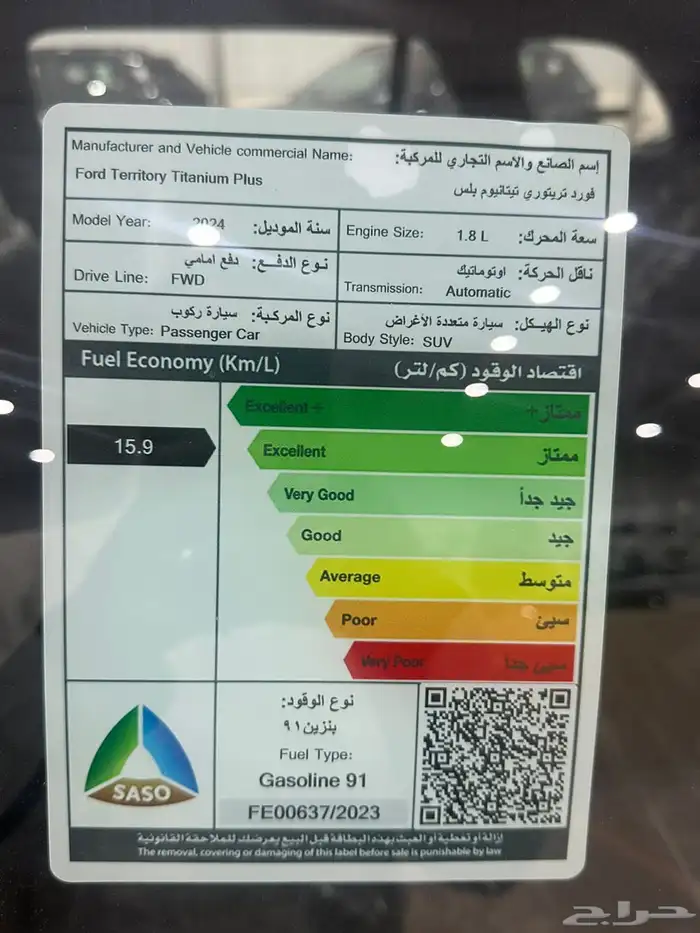 Manufacturer and Vehicle commercial Name: إسم الصانع والاسم التجاري للمركبة:
Ford Territory Titanium Plus فورد تريتوري تيتانيوم بلس
Model Year: 2024 سنة الموديل:
Engine Size: 1.8 L سعة المحرك:
Drive Line: FWD نوع الدفع: دفع امامي
Transmission: Automatic ناقل الحركة: اوتوماتيك
Vehicle Type: Passenger Car نوع المركبة: سيارة ركوب
Body Style: SUV نوع الهيكل: سيارة متعددة الأغراض
Fuel Economy (Km/L) اقتصاد الوقود (كم/لتر)
Excellent + ممتاز+
15.9
Excellent ممتاز
Very Good جيد جداً
Good جيد
Average متوسط
Poor سيئ
Very Poor سيئ جدا
SASO
نوع الوقود:
بنزين ٩١
Fuel Type:
Gasoline 91
FE00637/2023
إزالة أو تغطية أو العبث بهذه البطاقة قبل البيع يعرضك للملاحقة القانونية
The removal, covering or damaging of this label before sale is punishable by law
حراج